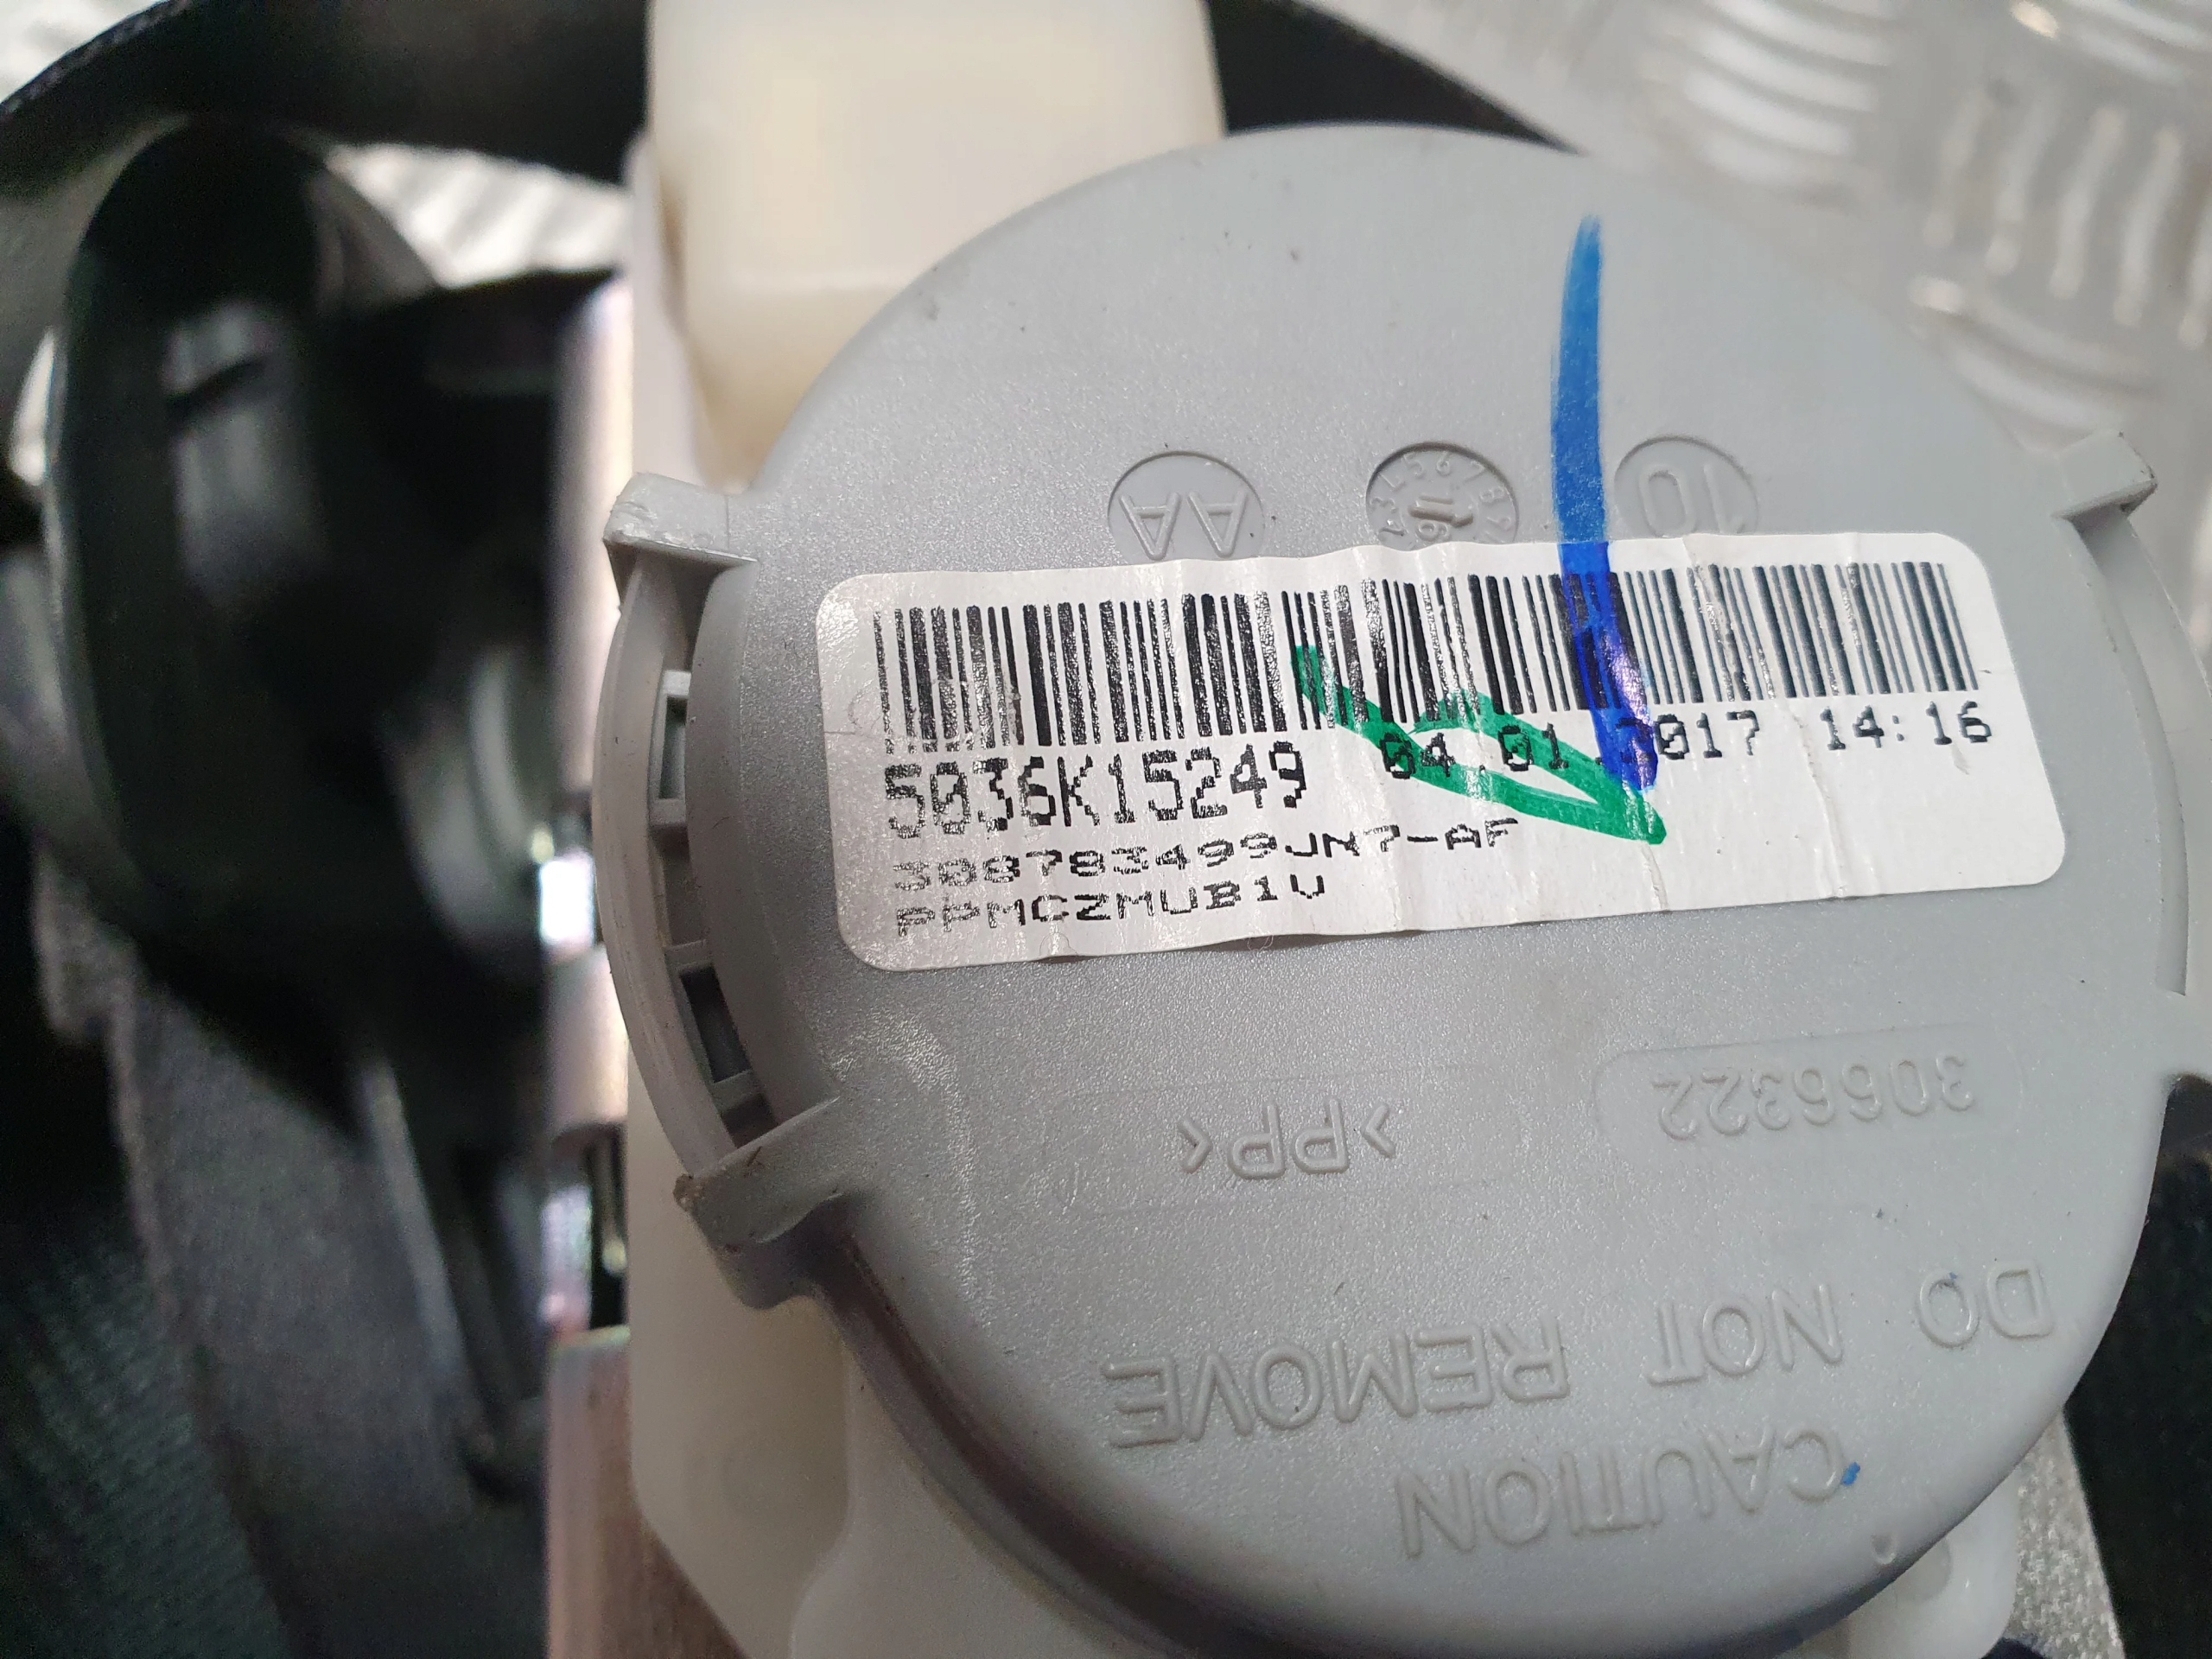 AA
10
5036K15249 04.01.2017 14:16
308783499JN7-AF
PPMCZMUB1V
3066322
>PP<
DO NOT REMOVE
CAUTION